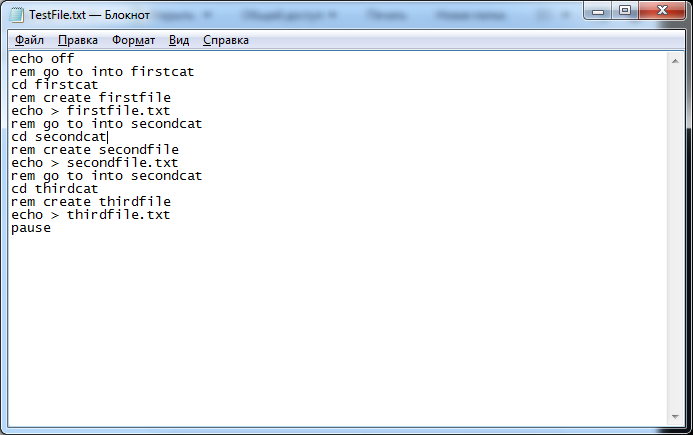 TestFile.txt — Блокнот
Файл Правка Формат Вид Справка
echo off
rem go to into firstcat
cd firstcat
rem create firstfile
echo > firstfile.txt
rem go to into secondcat
cd secondcat
rem create secondfile
echo > secondfile.txt
rem go to into secondcat
cd thirdcat
rem create thirdfile
echo > thirdfile.txt
pause